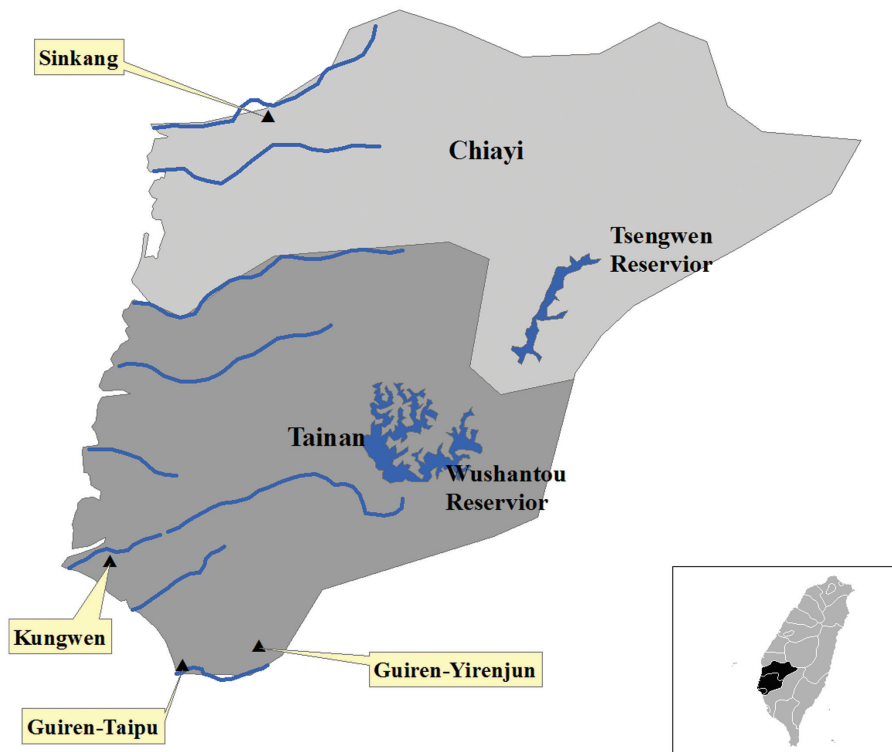 Sinkang
Chiayi
Tsengwen
Reservior
Tainan
Wushantou
Reservior
Kungwen
Guiren-Yirenjun
Guiren-Taipu